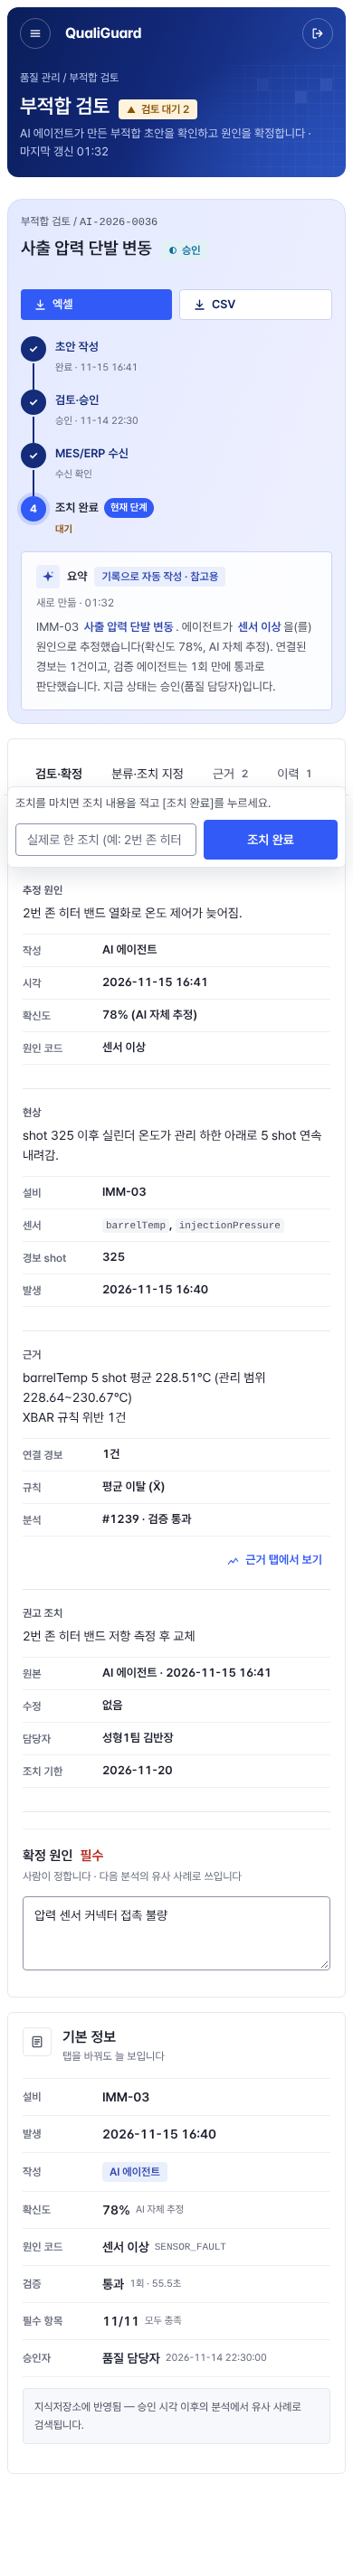 QualiGuard
품질 관리 / 부적합 검토
부적합 검토 ▲ 검토 대기 2
AI 에이전트가 만든 부적합 초안을 확인하고 원인을 확정합니다 ·
마지막 갱신 01:32
부적합 검토 / AI-2026-0036
사출 압력 단발 변동 승인
엑셀
CSV
초안 작성
완료 · 11-15 16:41
검토·승인
승인 · 11-14 22:30
MES/ERP 수신
수신 확인
4 조치 완료 현재 단계
대기
요약 기록으로 자동 작성 · 참고용
새로 만듦 · 01:32
IMM-03 사출 압력 단발 변동 . 에이전트가 센서 이상 을(를)
원인으로 추정했습니다(확신도 78%, AI 자체 추정). 연결된
경보는 1건이고, 검증 에이전트는 1회 만에 통과로
판단했습니다. 지금 상태는 승인(품질 담당자)입니다.
검토·확정 분류·조치 지정 근거 2 이력 1
조치를 마치면 조치 내용을 적고 [조치 완료]를 누르세요.
실제로 한 조치 (예: 2번 존 히터 조치 완료
추정 원인
2번 존 히터 밴드 열화로 온도 제어가 늦어짐.
작성 AI 에이전트
시각 2026-11-15 16:41
확신도 78% (AI 자체 추정)
원인 코드 센서 이상
현상
shot 325 이후 실린더 온도가 관리 하한 아래로 5 shot 연속
내려감.
설비 IMM-03
센서 barrelTemp , injectionPressure
경보 shot 325
발생 2026-11-15 16:40
근거
barrelTemp 5 shot 평균 228.51°C (관리 범위
228.64~230.67°C)
XBAR 규칙 위반 1건
연결 경보 1건
규칙 평균 이탈 (X̄)
분석 #1239 · 검증 통과
근거 탭에서 보기
권고 조치
2번 존 히터 밴드 저항 측정 후 교체
원본 AI 에이전트 · 2026-11-15 16:41
수정 없음
담당자 성형1팀 김반장
조치 기한 2026-11-20
확정 원인 필수
사람이 정합니다 · 다음 분석의 유사 사례로 쓰입니다
압력 센서 커넥터 접촉 불량
기본 정보
탭을 바꿔도 늘 보입니다
설비 IMM-03
발생 2026-11-15 16:40
작성 AI 에이전트
확신도 78% AI 자체 추정
원인 코드 센서 이상 SENSOR_FAULT
검증 통과 1회 · 55.5초
필수 항목 11/11 모두 충족
승인자 품질 담당자 2026-11-14 22:30:00
지식저장소에 반영됨 — 승인 시각 이후의 분석에서 유사 사례로
검색됩니다.